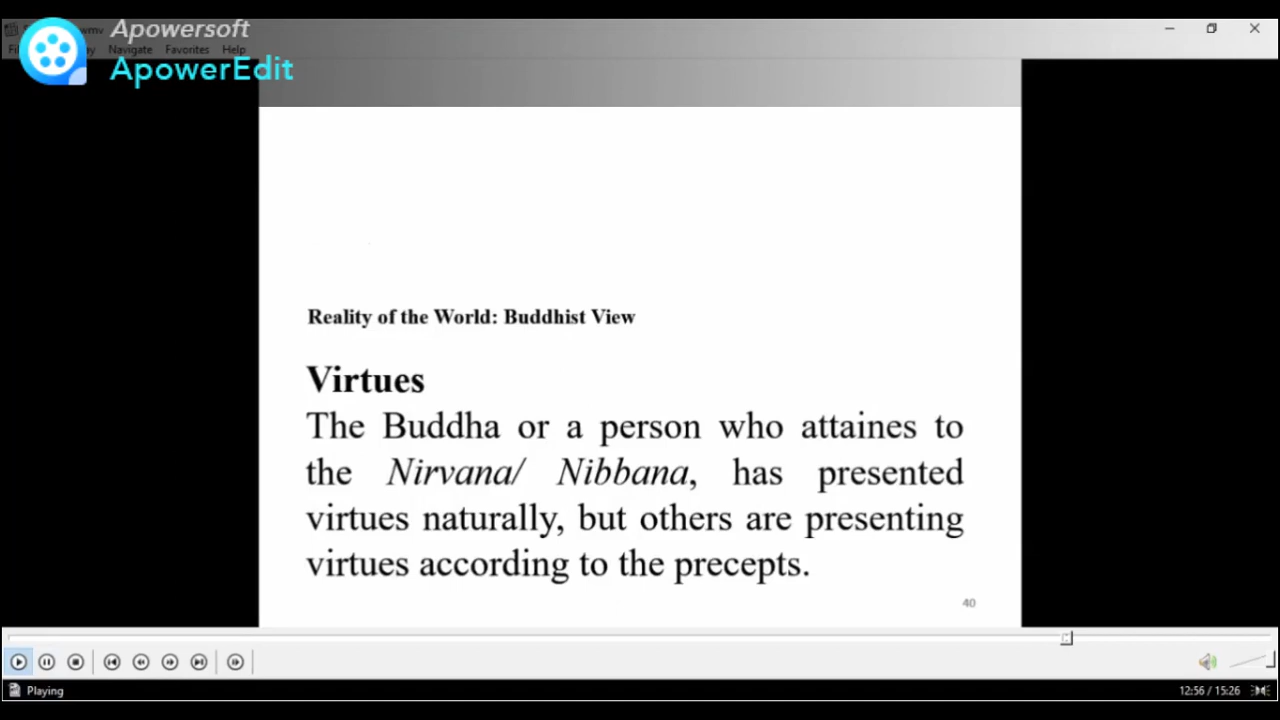 Apowersoft
wmv
ApowerEdit
Navigate Favorites Help
Reality of the World: Buddhist View
Virtues
The Buddha or a person who attaines to
the Nirvana/ Nibbana, has presented
virtues naturally, but others are presenting
virtues according to the precepts.
40
Playing
12:56 / 15:26